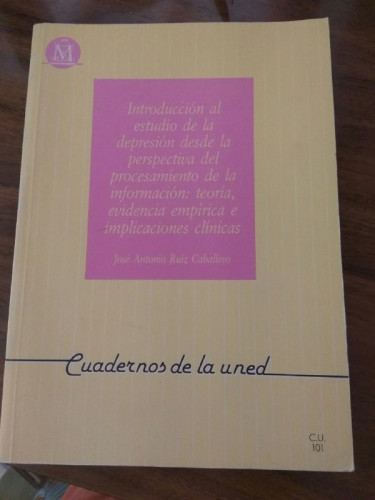 M
Introducción al
estudio de la
depresión desde la
perspectiva del
procesamiento de la
información: teoría,
evidencia empírica e
implicaciones clínicas
José Antonio Ruiz Caballero
Cuadernos de la uned
C.U.
101